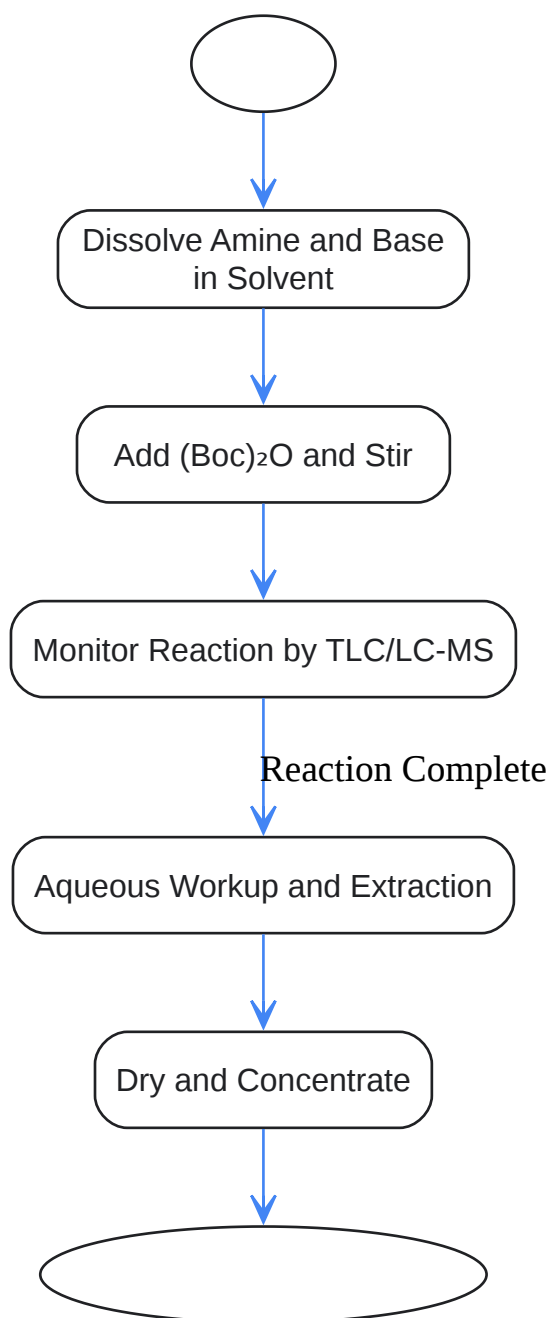 Dissolve Amine and Base
in Solvent
Add (Boc)₂O and Stir
Monitor Reaction by TLC/LC-MS
Reaction Complete
Aqueous Workup and Extraction
Dry and Concentrate